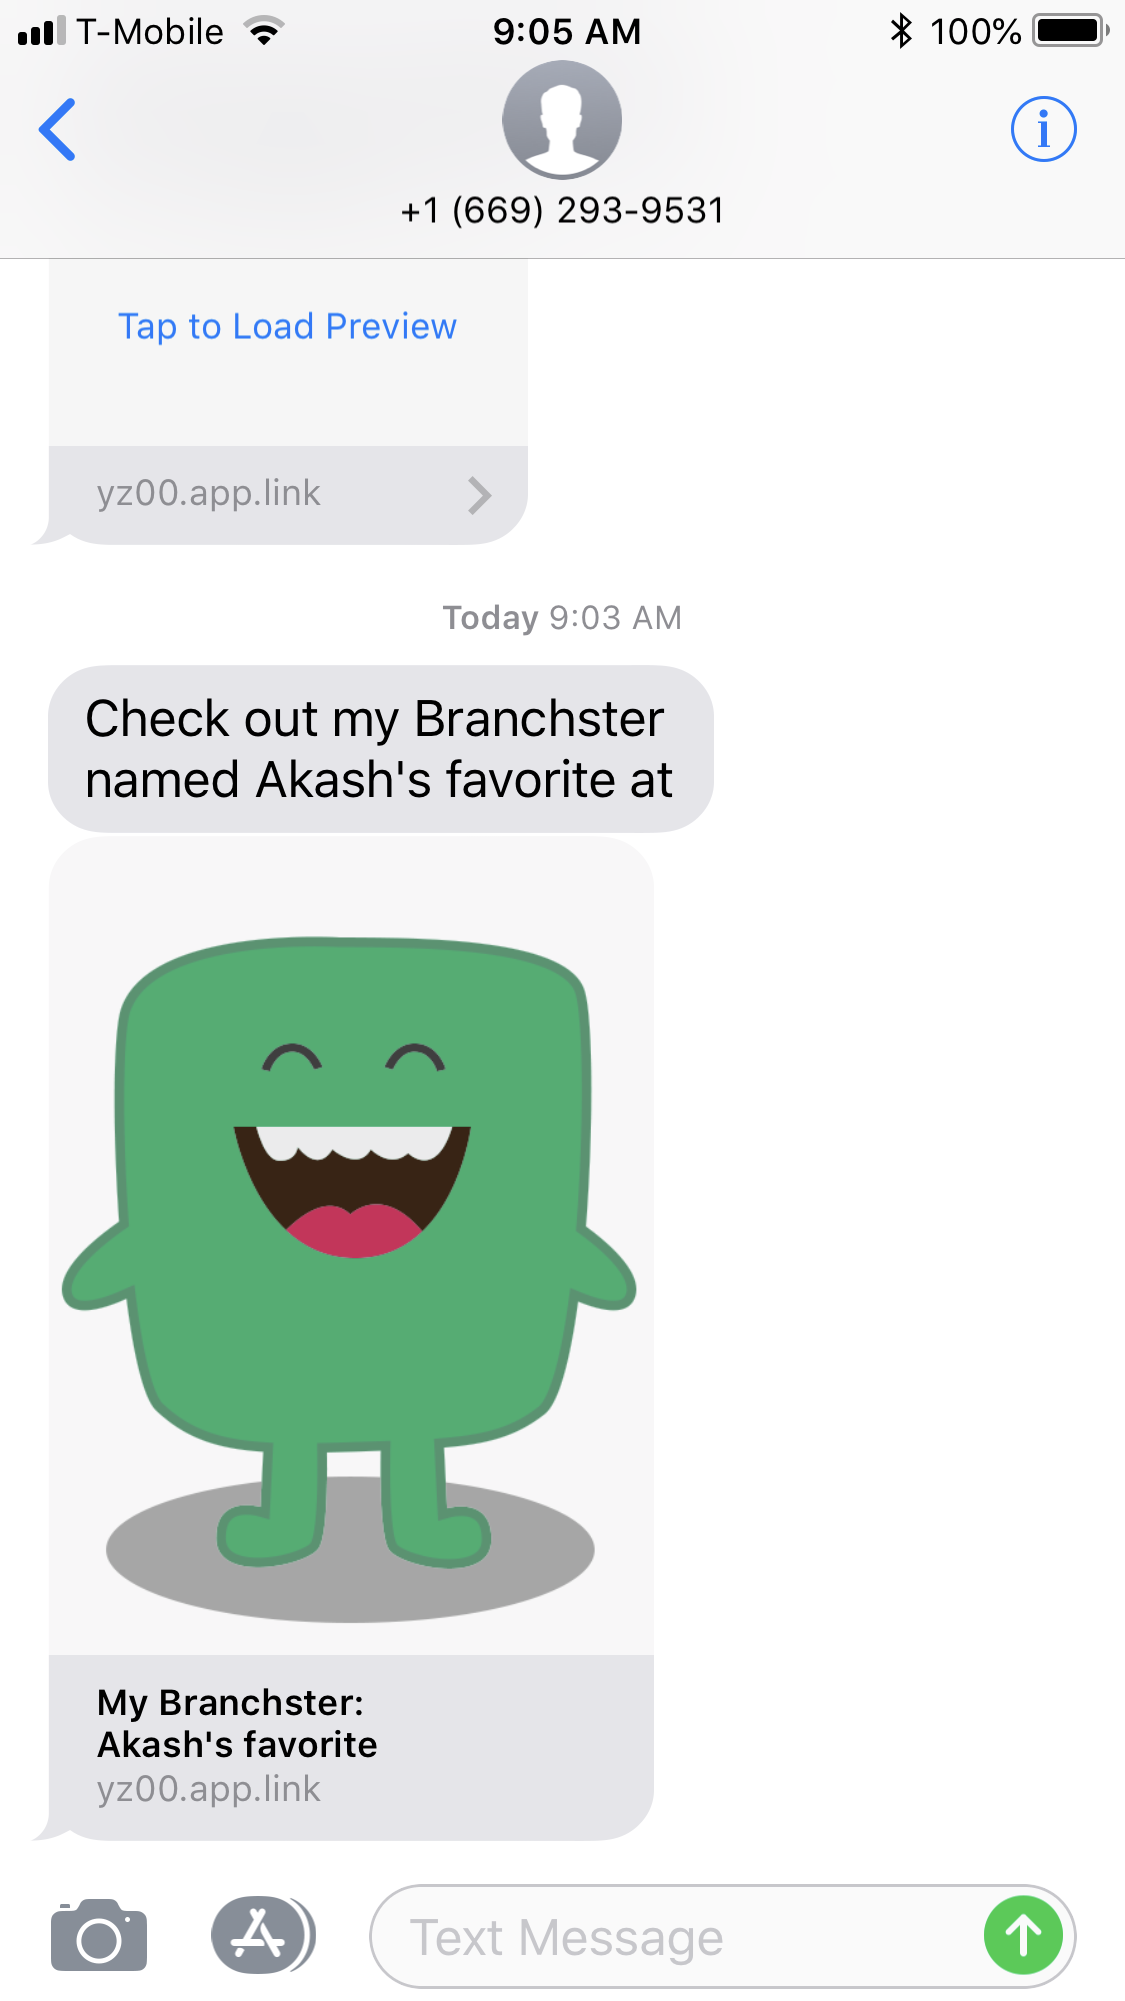 T-Mobile 9:05 AM 100%
+1 (669) 293-9531
Tap to Load Preview
yz00.app.link
Today 9:03 AM
Check out my Branchster
named Akash's favorite at
My Branchster:
Akash's favorite
yz00.app.link
Text Message